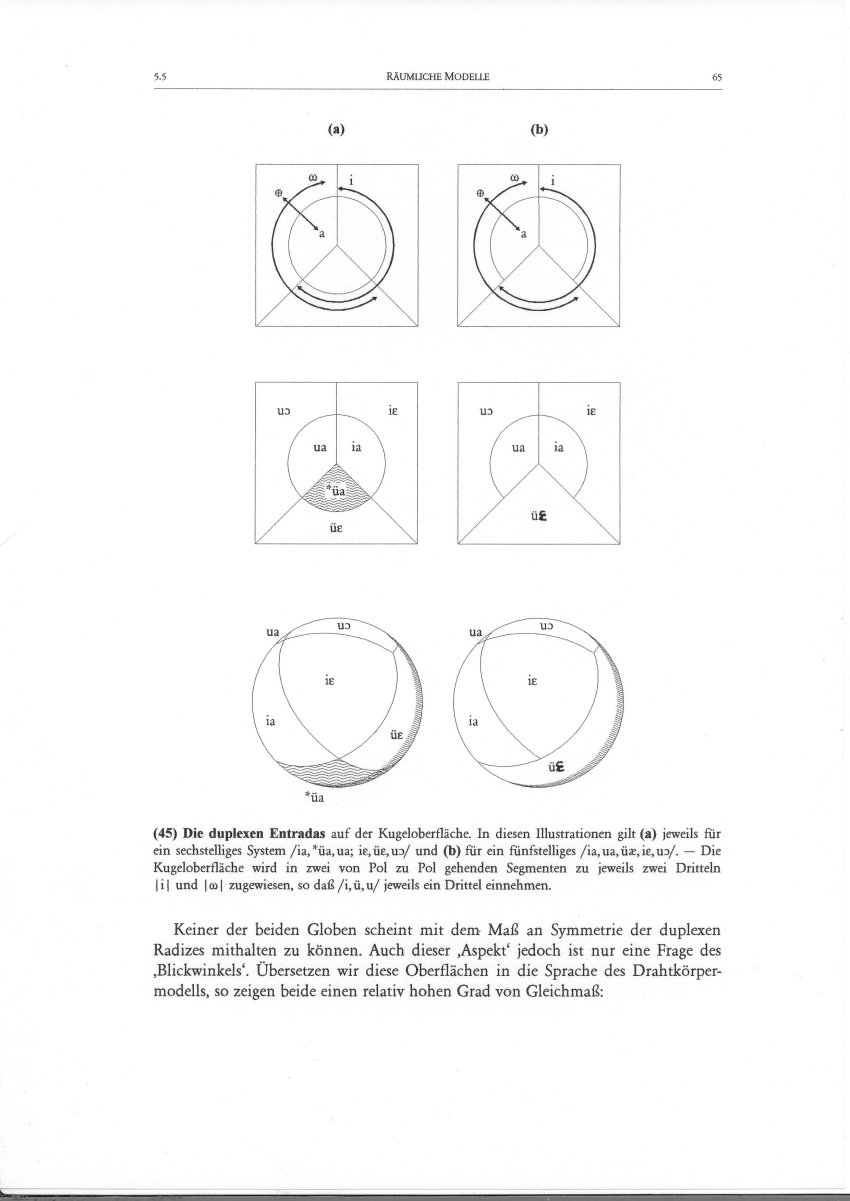 5.5 RÄUMLICHE MODELLE 65
(a) (b)
ω i ω i
⊕ ⊕
a a
uɔ iɛ uɔ iɛ
ua ia ua ia
*üa
üɛ üɛ
ua uɔ ua uɔ
iɛ iɛ
ia ia
üɛ
üɛ
*üa
(45) Die duplexen Entradas auf der Kugeloberfläche. In diesen Illustrationen gilt (a) jeweils für
ein sechstelliges System /ia, *üa, ua; iɛ, üɛ, uɔ/ und (b) für ein fünfstelliges /ia, ua, üæ, iɛ, uɔ/. — Die
Kugeloberfläche wird in zwei von Pol zu Pol gehenden Segmenten zu jeweils zwei Dritteln
|i| und |ω| zugewiesen, so daß /i, ü, u/ jeweils ein Drittel einnehmen.
Keiner der beiden Globen scheint mit dem Maß an Symmetrie der duplexen
Radizes mithalten zu können. Auch dieser ‚Aspekt‘ jedoch ist nur eine Frage des
‚Blickwinkels‘. Übersetzen wir diese Oberflächen in die Sprache des Drahtkörper-
modells, so zeigen beide einen relativ hohen Grad von Gleichmaß: